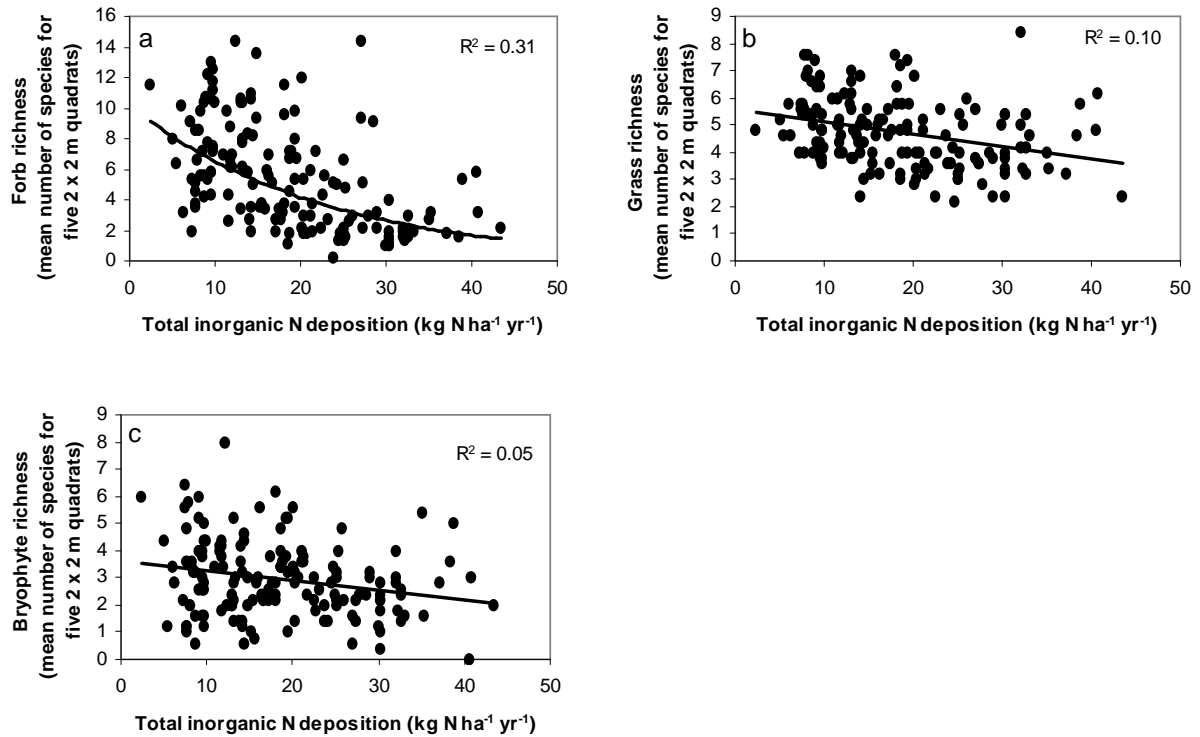 a
R² = 0.31
16
14
12
10
8
6
4
2
0
0 10 20 30 40 50
Forb richness
(mean number of species for
five 2 x 2 m quadrats)
Total inorganic N deposition (kg N ha⁻¹ yr⁻¹)
b
R² = 0.10
9
8
7
6
5
4
3
2
1
0
0 10 20 30 40 50
Grass richness
(mean number of species for
five 2 x 2 m quadrats)
Total inorganic N deposition (kg N ha⁻¹ yr⁻¹)
c
R² = 0.05
9
8
7
6
5
4
3
2
1
0
0 10 20 30 40 50
Bryophyte richness
(mean number of species for
five 2 x 2 m quadrats)
Total inorganic N deposition (kg N ha⁻¹ yr⁻¹)